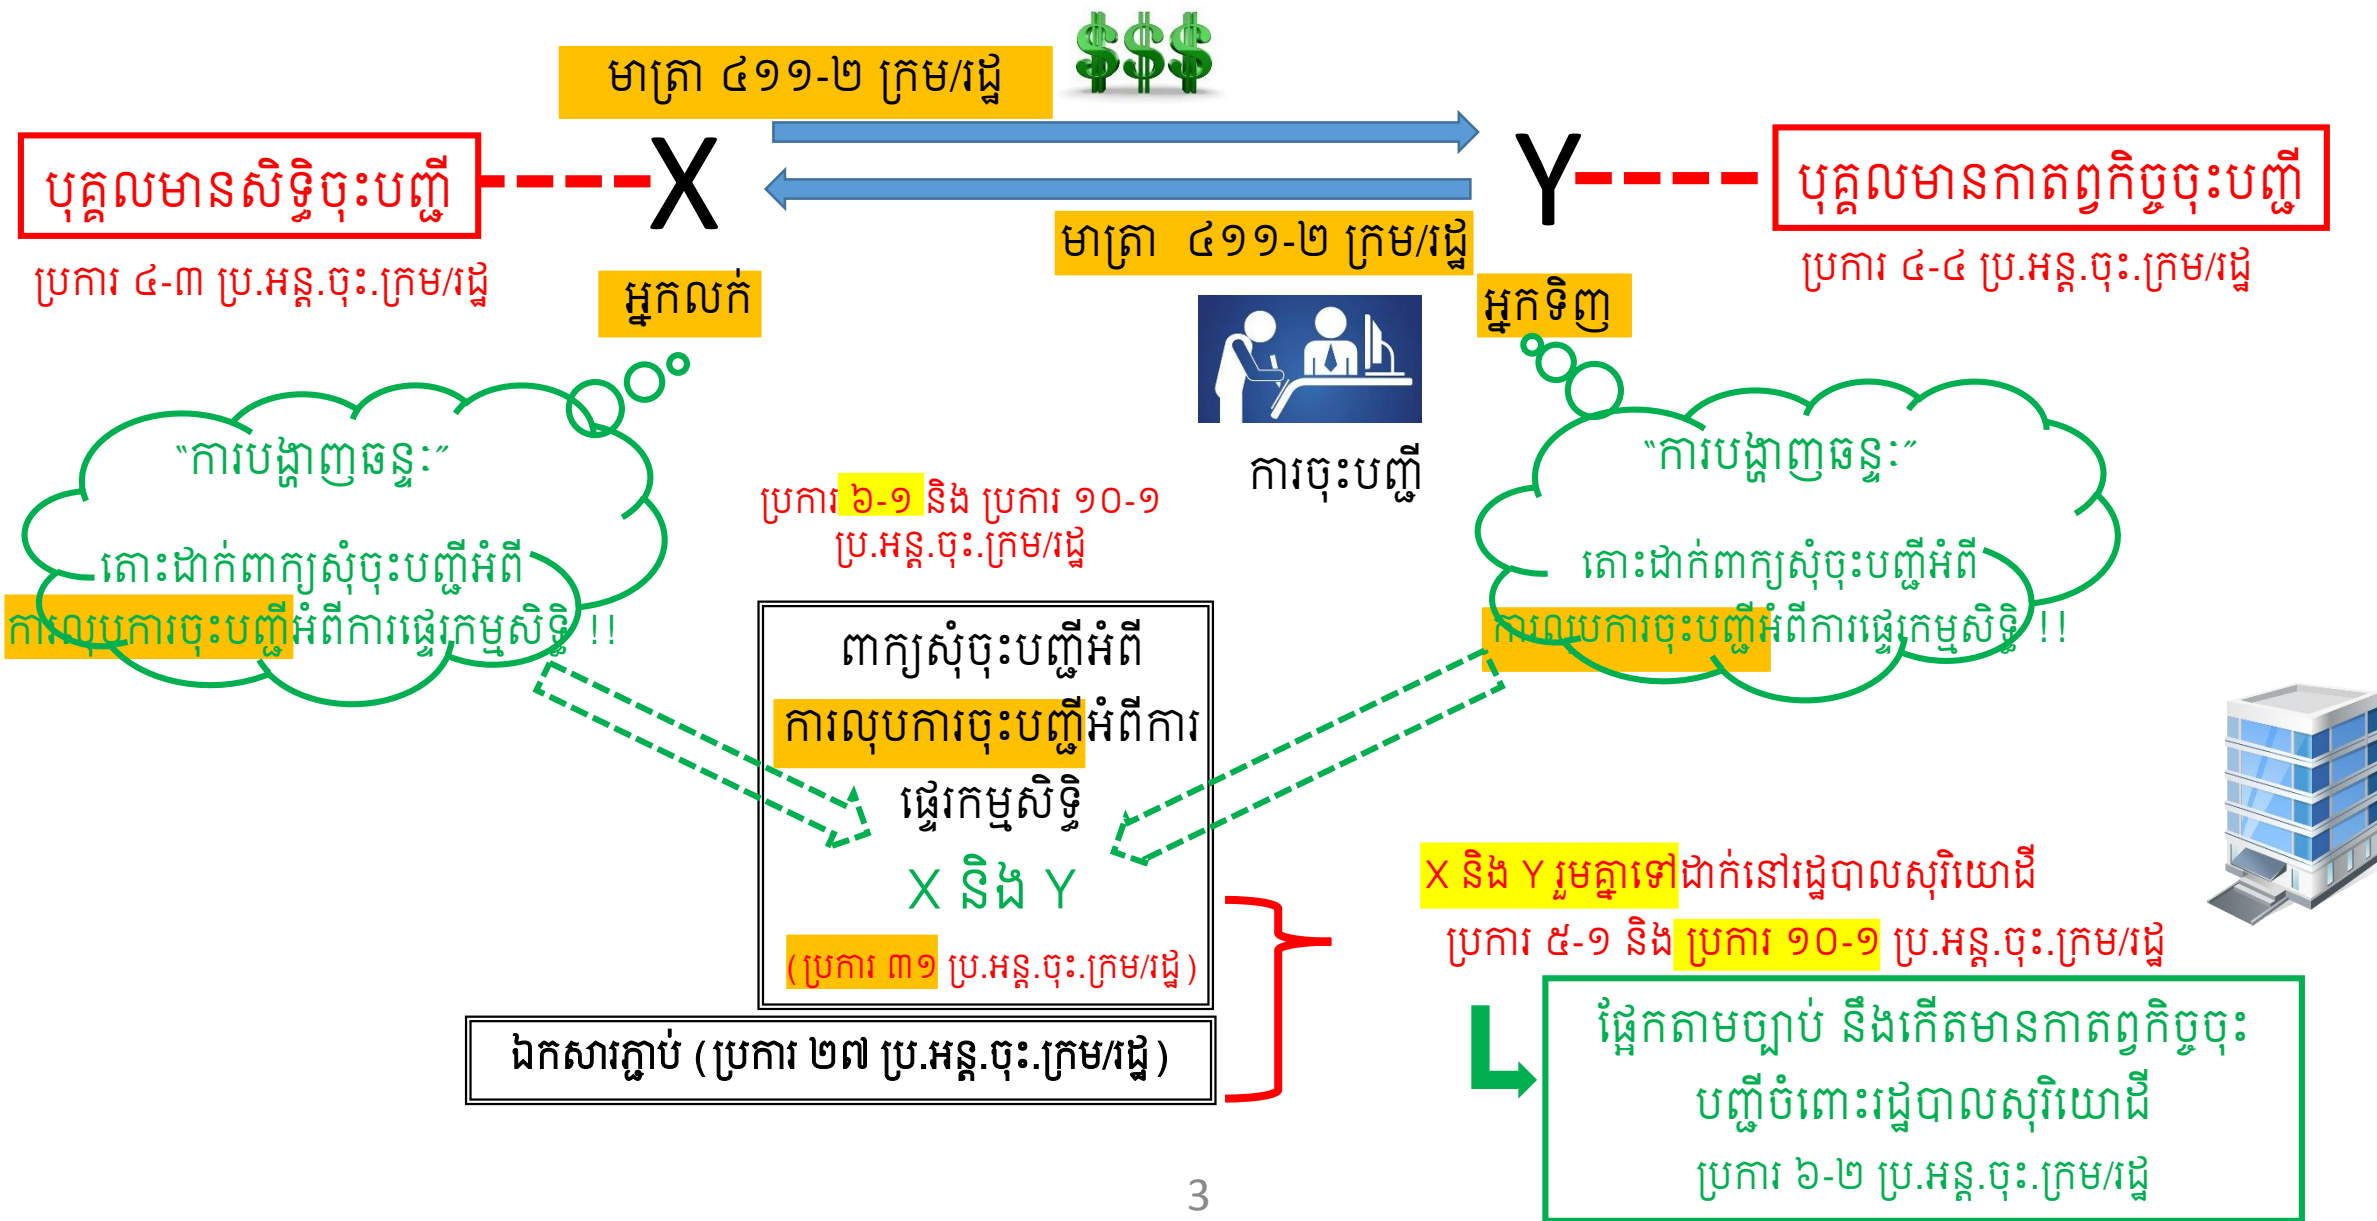 មាត្រា ៤១១-២ ក្រម/រដ្ឋ
$$$
បុគ្គលមានសិទ្ធិចុះបញ្ជី
X
Y
បុគ្គលមានកាតព្វកិច្ចចុះបញ្ជី
មាត្រា ៤១១-២ ក្រម/រដ្ឋ
ប្រការ ៤-៣ ប្រ.អន្ត.ចុះ.ក្រម/រដ្ឋ
អ្នកលក់
អ្នកទិញ
ប្រការ ៤-៤ ប្រ.អន្ត.ចុះ.ក្រម/រដ្ឋ
“ការបង្ហាញឆន្ទៈ”
តោះដាក់ពាក្យសុំចុះបញ្ជីអំពី
ការលុបការចុះបញ្ជីអំពីការផ្ទេរកម្មសិទ្ធិ !!
ការចុះបញ្ជី
ប្រការ ៦-១ និង ប្រការ ១០-១
ប្រ.អន្ត.ចុះ.ក្រម/រដ្ឋ
“ការបង្ហាញឆន្ទៈ”
តោះដាក់ពាក្យសុំចុះបញ្ជីអំពី
ការលុបការចុះបញ្ជីអំពីការផ្ទេរកម្មសិទ្ធិ !!
ពាក្យសុំចុះបញ្ជីអំពី
ការលុបការចុះបញ្ជីអំពីការ
ផ្ទេរកម្មសិទ្ធិ
X និង Y
(ប្រការ ៣១ ប្រ.អន្ត.ចុះ.ក្រម/រដ្ឋ)
ឯកសារភ្ជាប់ (ប្រការ ២៧ ប្រ.អន្ត.ចុះ.ក្រម/រដ្ឋ)
X និង Y រួមគ្នាទៅដាក់នៅរដ្ឋបាលសុរិយោដី
ប្រការ ៥-១ និង ប្រការ ១០-១ ប្រ.អន្ត.ចុះ.ក្រម/រដ្ឋ
ផ្អែកតាមច្បាប់ នឹងកើតមានកាតព្វកិច្ចចុះ
បញ្ជីចំពោះរដ្ឋបាលសុរិយោដី
ប្រការ ៦-២ ប្រ.អន្ត.ចុះ.ក្រម/រដ្ឋ
3